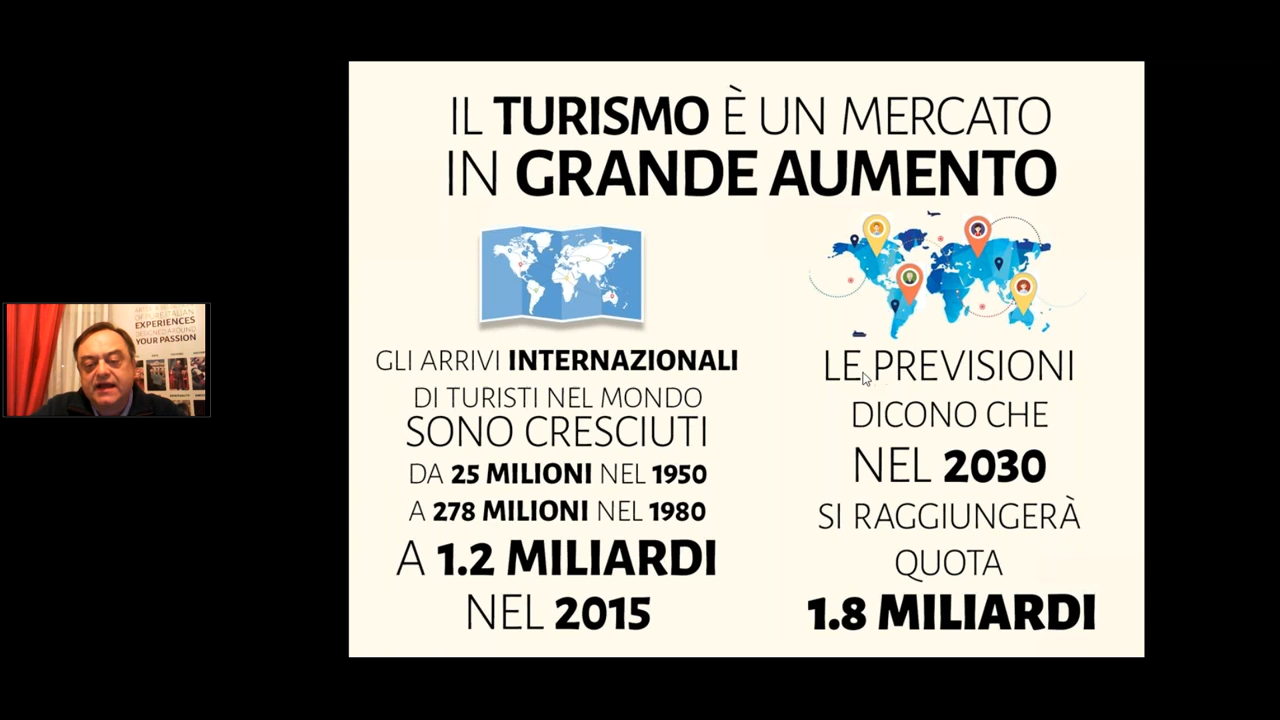 IL TURISMO È UN MERCATO
IN GRANDE AUMENTO
GLI ARRIVI INTERNAZIONALI
DI TURISTI NEL MONDO
SONO CRESCIUTI
DA 25 MILIONI NEL 1950
A 278 MILIONI NEL 1980
A 1.2 MILIARDI
NEL 2015
LE PREVISIONI
DICONO CHE
NEL 2030
SI RAGGIUNGERÀ
QUOTA
1.8 MILIARDI
EXPERIENCES
DESIGNED AROUND
YOUR PASSION